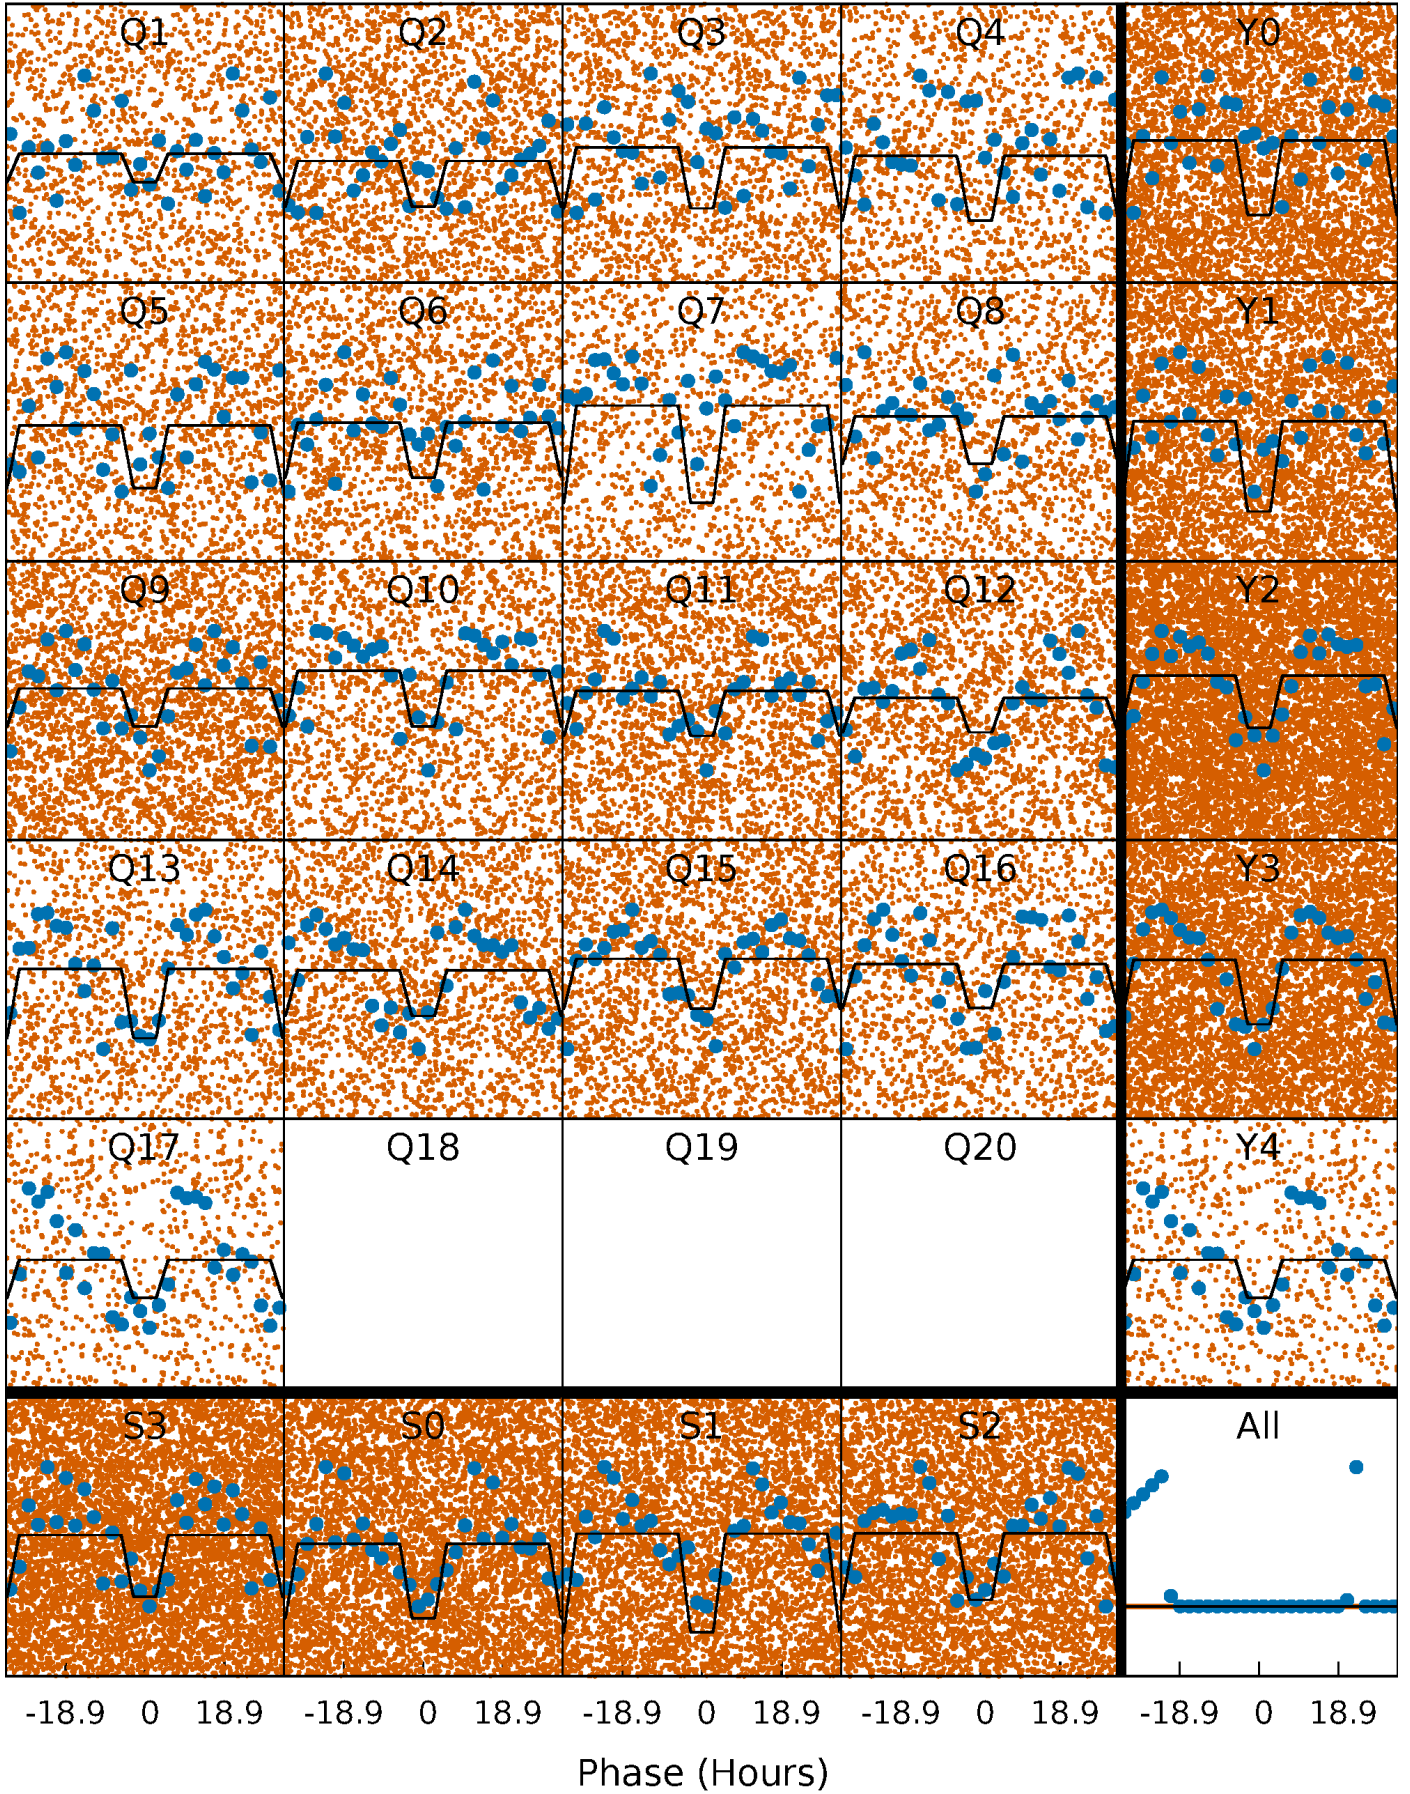 Q1 Q2 Q3 Q4 Y0
Q5 Q6 Q7 Q8 Y1
Q9 Q10 Q11 Q12 Y2
Q13 Q14 Q15 Q16 Y3
Q17 Q18 Q19 Q20 Y4
S3 S0 S1 S2 All
-18.9 0 18.9 -18.9 0 18.9 -18.9 0 18.9 -18.9 0 18.9 -18.9 0 18.9
Phase (Hours)